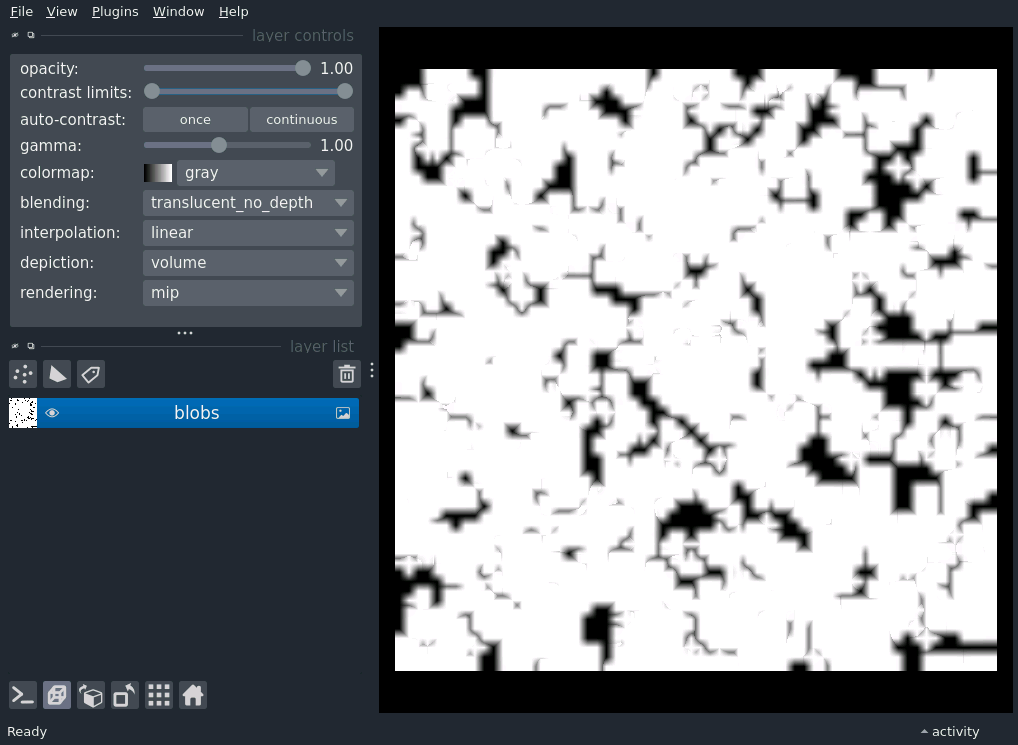 File View Plugins Window Help
layer controls
opacity: 1.00
contrast limits:
auto-contrast: once continuous
gamma: 1.00
colormap: gray
blending: translucent_no_depth
interpolation: linear
depiction: volume
rendering: mip
layer list
blobs
Ready
activity